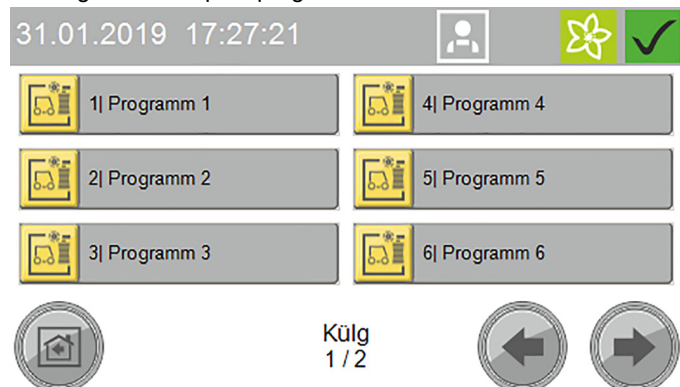 31.01.2019 17:27:21
1| Programm 1
4| Programm 4
2| Programm 2
5| Programm 5
3| Programm 3
6| Programm 6
Külg
1 / 2